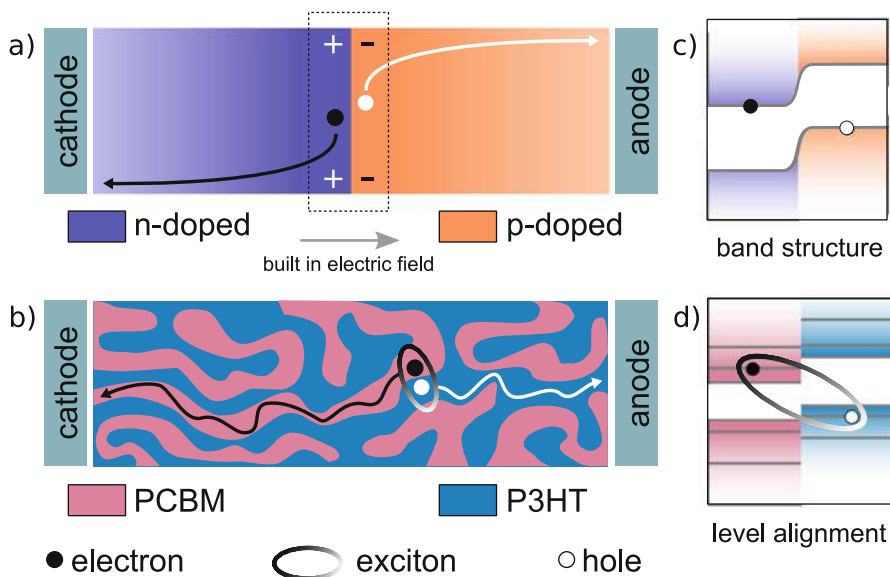 a)
cathode
+ –
+ –
anode
n-doped
built in electric field
p-doped
c)
band structure
b)
cathode
anode
PCBM
P3HT
d)
level alignment
electron
exciton
hole